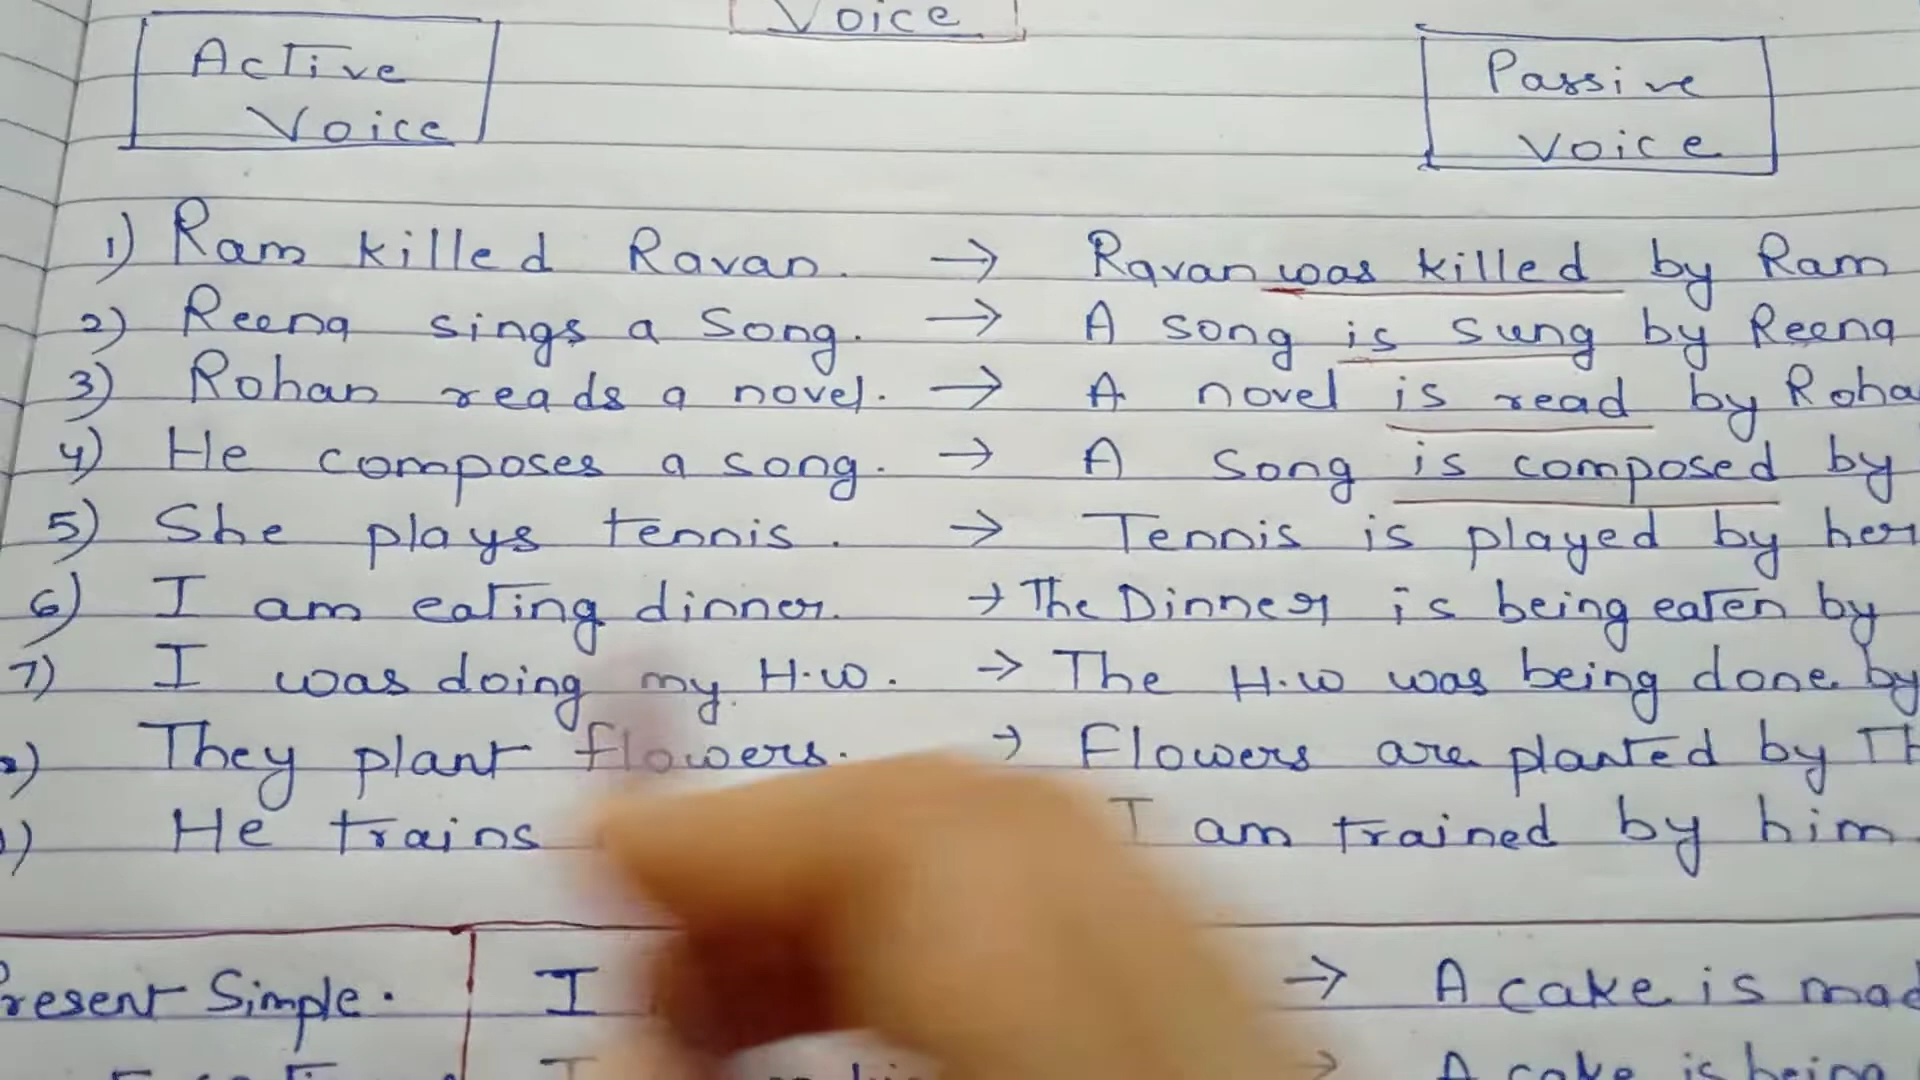 Voice
Active
Voice
Passive
Voice
1) Ram killed Ravan. → Ravan was killed by Ram
2) Reena sings a Song. → A song is sung by Reena
3) Rohan reads a novel. → A novel is read by Roha
4) He composes a song. → A Song is composed by
5) She plays tennis. → Tennis is played by her
6) I am eating dinner. → The Dinner is being eaten by
7) I was doing my H.W. → The H.W was being done by
They plant flowers. → Flowers are planted by Th
He trains I am trained by him
resent Simple. I → A cake is mad
I → A cake is being